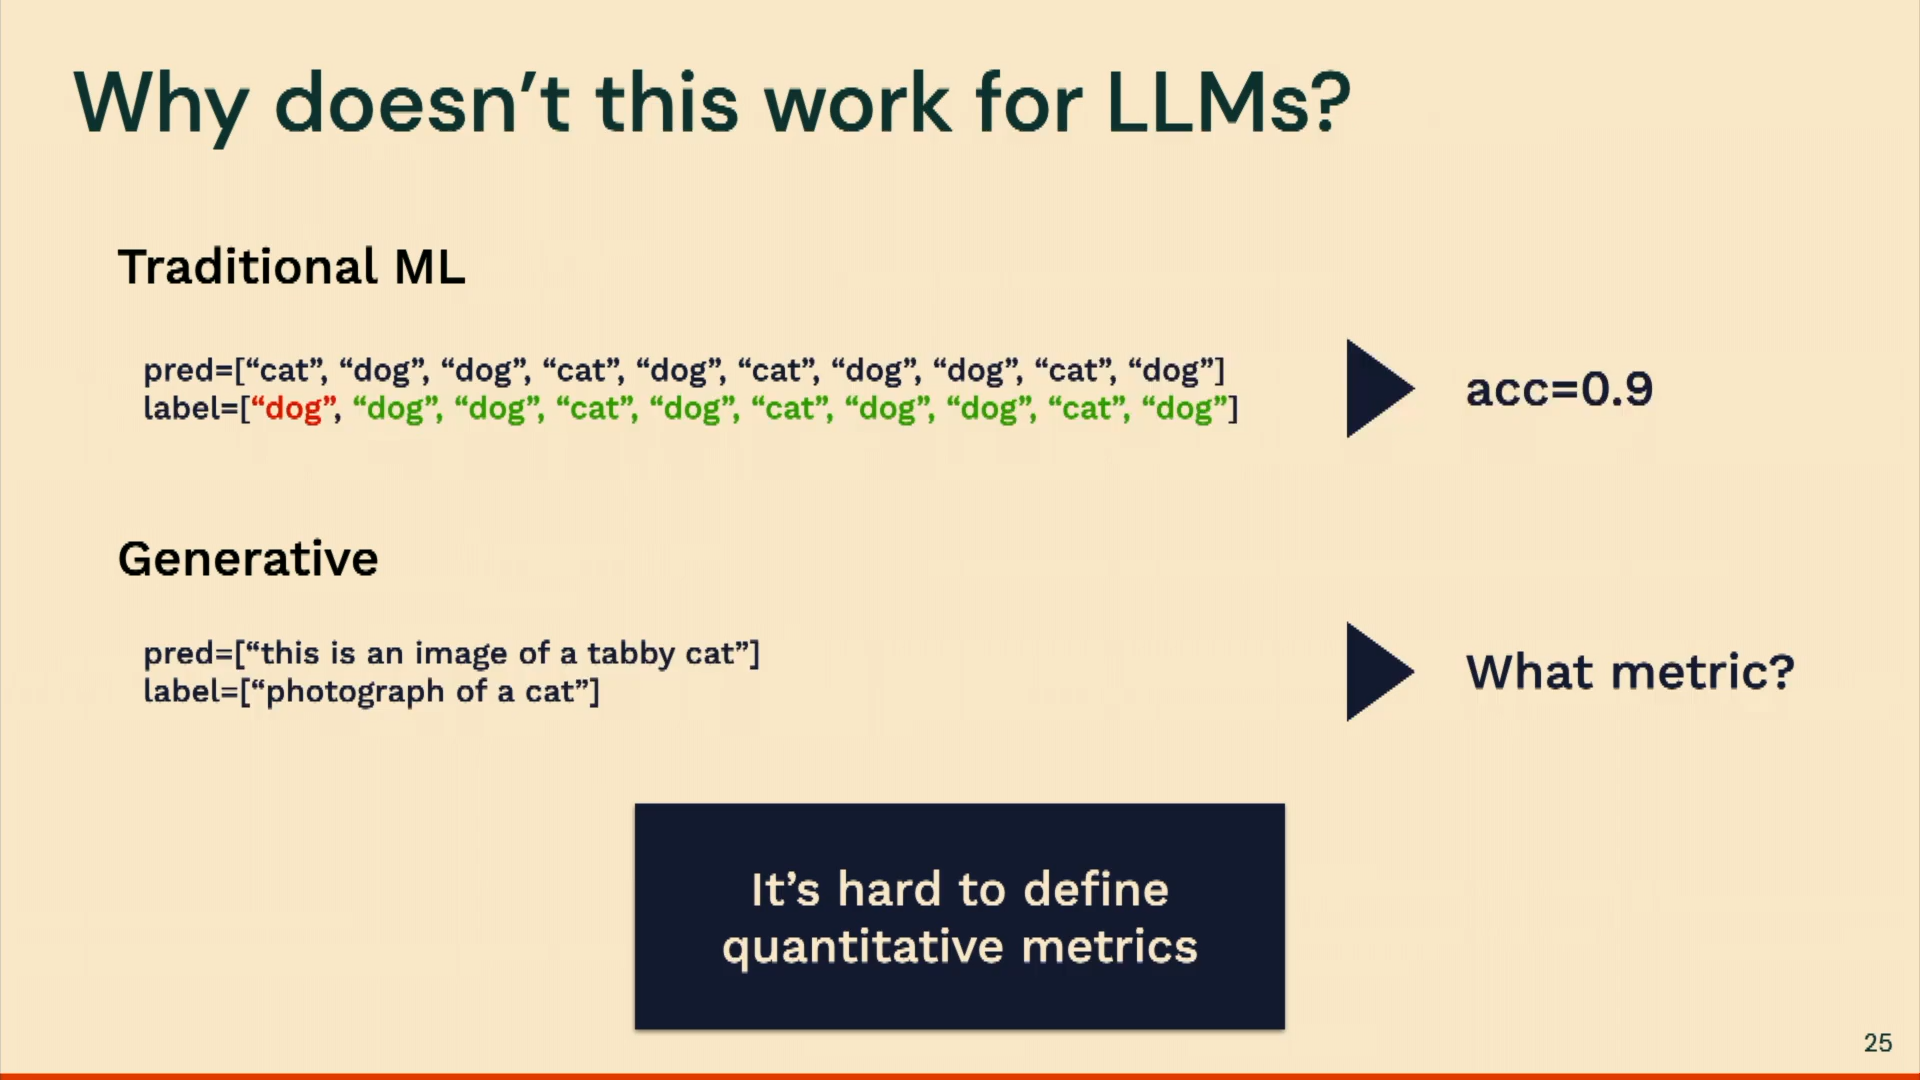 Why doesn’t this work for LLMs?
Traditional ML
pred=[“cat”, “dog”, “dog”, “cat”, “dog”, “cat”, “dog”, “dog”, “cat”, “dog”]
label=[“dog”, “dog”, “dog”, “cat”, “dog”, “cat”, “dog”, “dog”, “cat”, “dog”]
acc=0.9
Generative
pred=[“this is an image of a tabby cat”]
label=[“photograph of a cat”]
What metric?
It’s hard to define
quantitative metrics
25